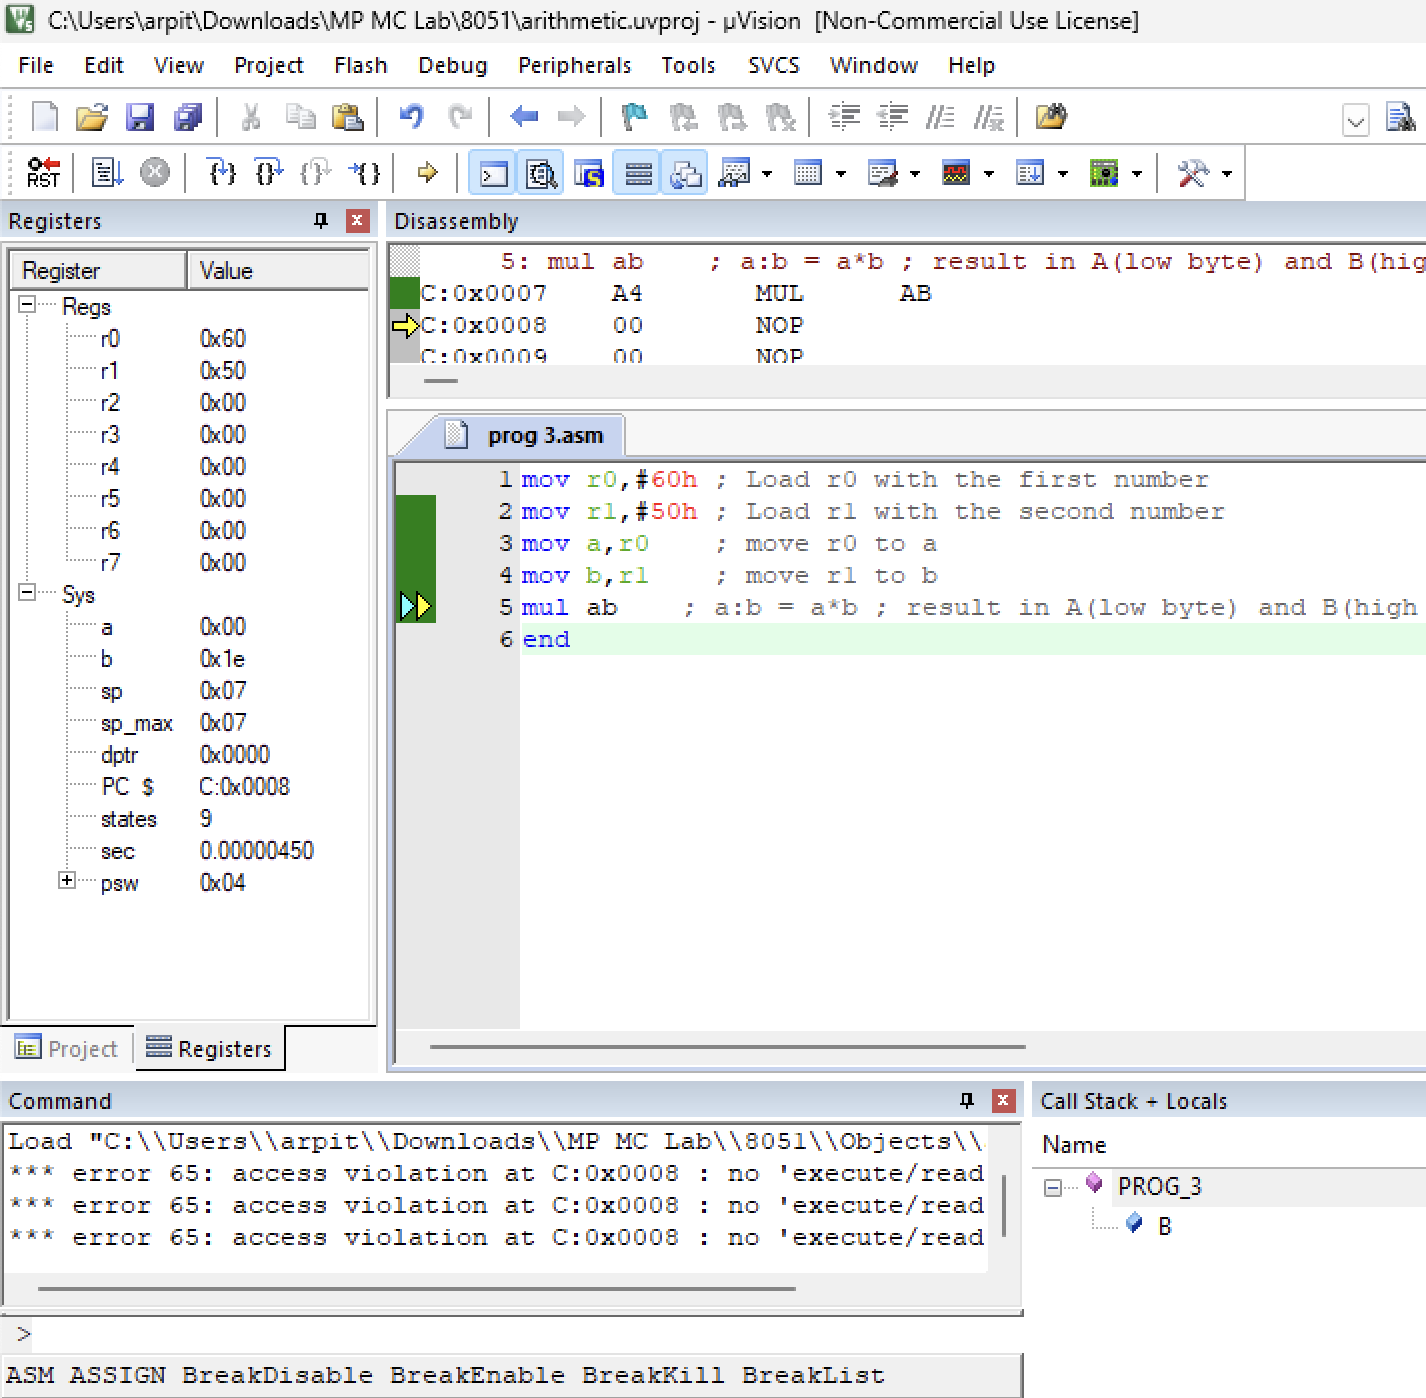 C:\Users\arpit\Downloads\MP MC Lab\8051\arithmetic.uvproj - µVision  [Non-Commercial Use License]
File Edit View Project Flash Debug Peripherals Tools SVCS Window Help
RST
Registers
Register Value
Regs
r0 0x60
r1 0x50
r2 0x00
r3 0x00
r4 0x00
r5 0x00
r6 0x00
r7 0x00
Sys
a 0x00
b 0x1e
sp 0x07
sp_max 0x07
dptr 0x0000
PC $ C:0x0008
states 9
sec 0.00000450
psw 0x04
Project Registers
Disassembly
5: mul ab ; a:b = a*b ; result in A(low byte) and B(hig
C:0x0007 A4 MUL AB
C:0x0008 00 NOP
C:0x0009 00 NOP
prog 3.asm
1 mov r0,#60h ; Load r0 with the first number
2 mov r1,#50h ; Load r1 with the second number
3 mov a,r0 ; move r0 to a
4 mov b,r1 ; move r1 to b
5 mul ab ; a:b = a*b ; result in A(low byte) and B(high
6 end
Command
Load "C:\\Users\\arpit\\Downloads\\MP MC Lab\\8051\\Objects\\
*** error 65: access violation at C:0x0008 : no 'execute/read
*** error 65: access violation at C:0x0008 : no 'execute/read
*** error 65: access violation at C:0x0008 : no 'execute/read
>
ASM ASSIGN BreakDisable BreakEnable BreakKill BreakList
Call Stack + Locals
Name
PROG_3
B